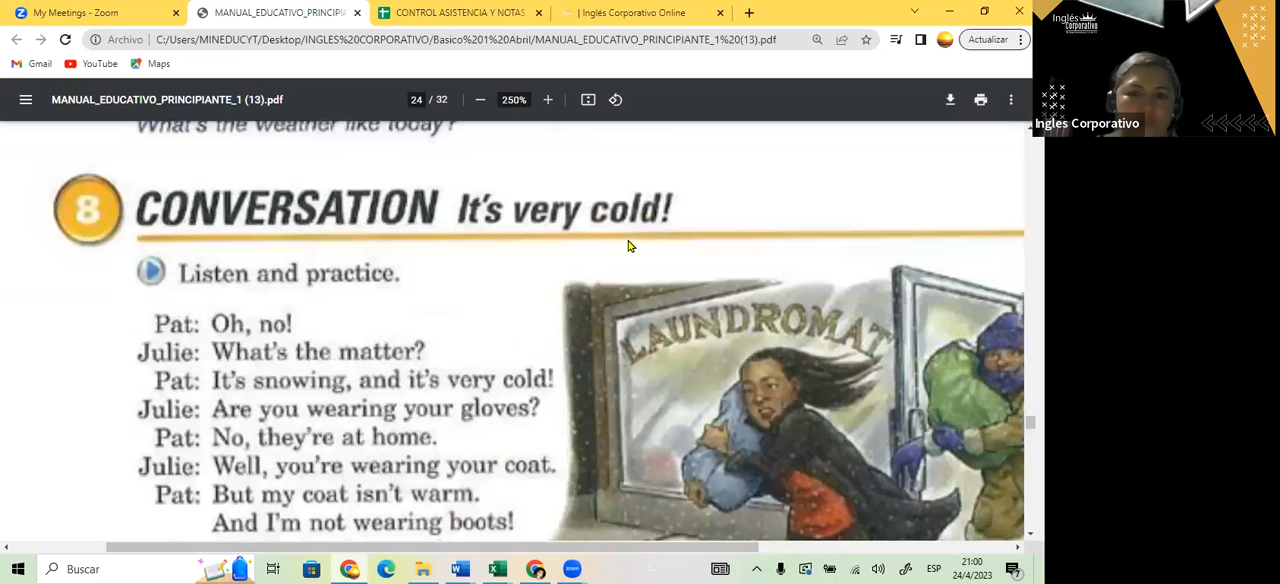 My Meetings - Zoom
MANUAL_EDUCATIVO_PRINCIPIA
CONTROL ASISTENCIA Y NOTAS
| Inglés Corporativo Online
Archivo
C:/Users/MINEDUCYT/Desktop/INGLES%20CORPORATIVO/Basico%201%20Abril/MANUAL_EDUCATIVO_PRINCIPIANTE_1%20(13).pdf
Actualizar
Gmail
YouTube
Maps
MANUAL_EDUCATIVO_PRINCIPIANTE_1 (13).pdf
24 / 32
250%
Inglés
Corporativo
Ingles Corporativo
What's the weather like today?
8 CONVERSATION It's very cold!
Listen and practice.
Pat: Oh, no!
Julie: What's the matter?
Pat: It's snowing, and it's very cold!
Julie: Are you wearing your gloves?
Pat: No, they're at home.
Julie: Well, you're wearing your coat.
Pat: But my coat isn't warm.
And I'm not wearing boots!
LAUNDROMAT
Buscar
ESP
21:00
24/4/2023